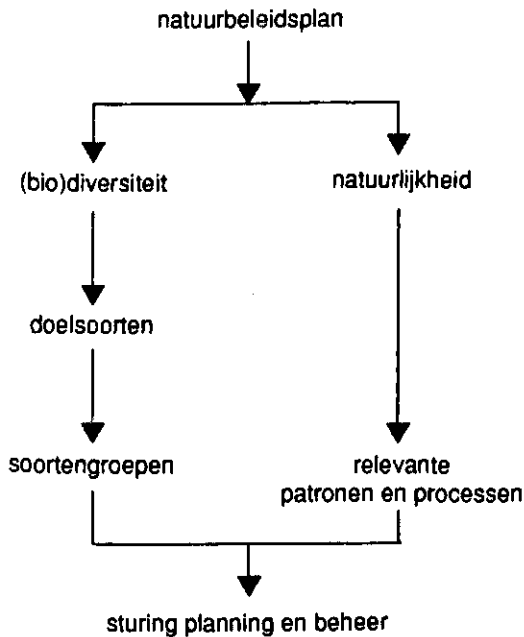 natuurbeleidsplan
(bio)diversiteit
natuurlijkheid
doelsoorten
soortengroepen
relevante
patronen en processen
sturing planning en beheer